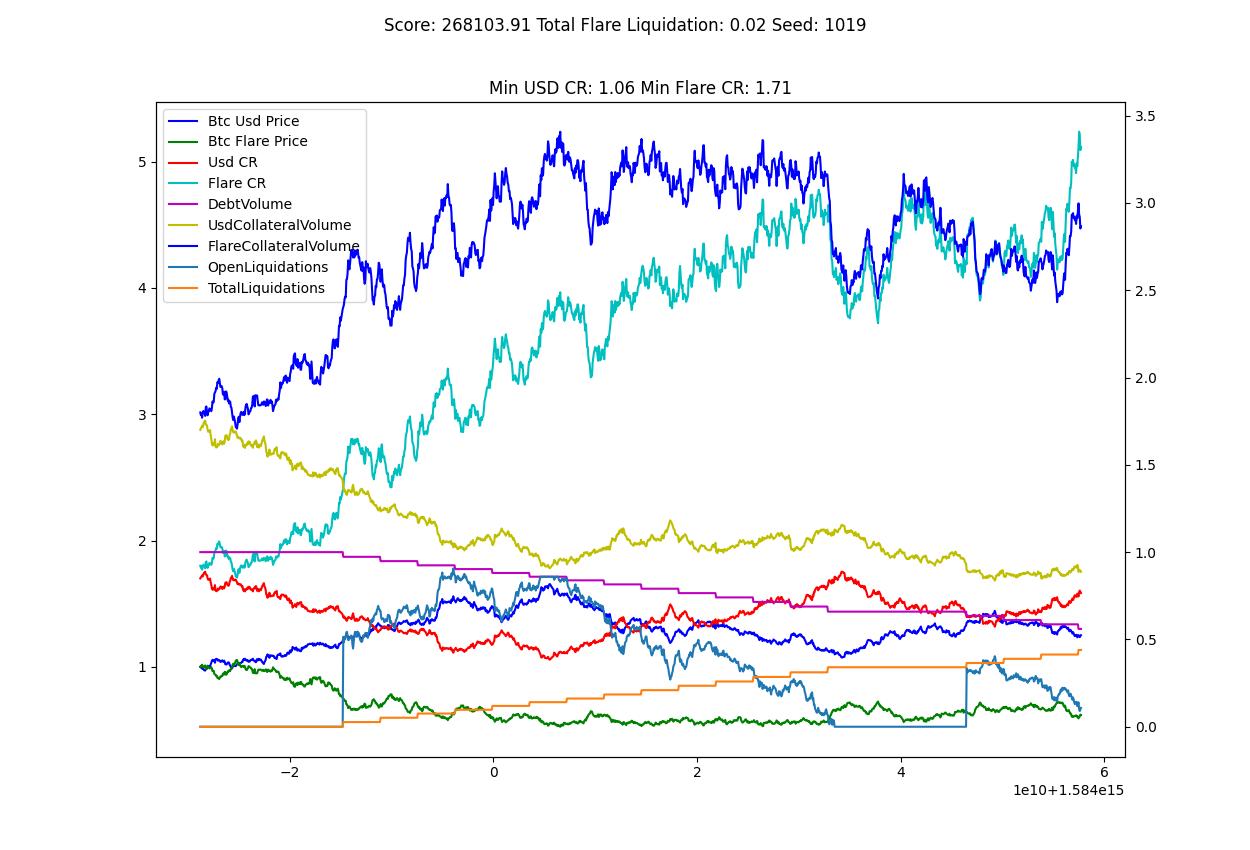 Score: 268103.91 Total Flare Liquidation: 0.02 Seed: 1019
Min USD CR: 1.06 Min Flare CR: 1.71
Btc Usd Price
Btc Flare Price
Usd CR
Flare CR
DebtVolume
UsdCollateralVolume
FlareCollateralVolume
OpenLiquidations
TotalLiquidations
5
4
3
2
1
3.5
3.0
2.5
2.0
1.5
1.0
0.5
0.0
−2 0 2 4 6
1e10+1.584e15